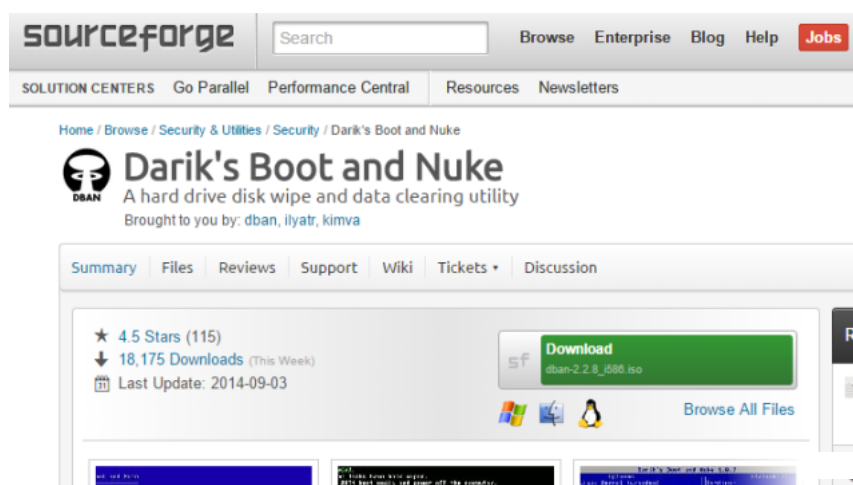 sourceforge
Search
Browse Enterprise Blog Help Jobs
SOLUTION CENTERS Go Parallel Performance Central Resources Newsletters
Home / Browse / Security & Utilities / Security / Darik's Boot and Nuke
DBAN
Darik's Boot and Nuke
A hard drive disk wipe and data clearing utility
Brought to you by: dban, ilyatr, kimva
Summary Files Reviews Support Wiki Tickets Discussion
4.5 Stars (115)
18,175 Downloads (This Week)
31 Last Update: 2014-09-03
sf
Download
dban-2.2.8_i586.iso
Browse All Files
R